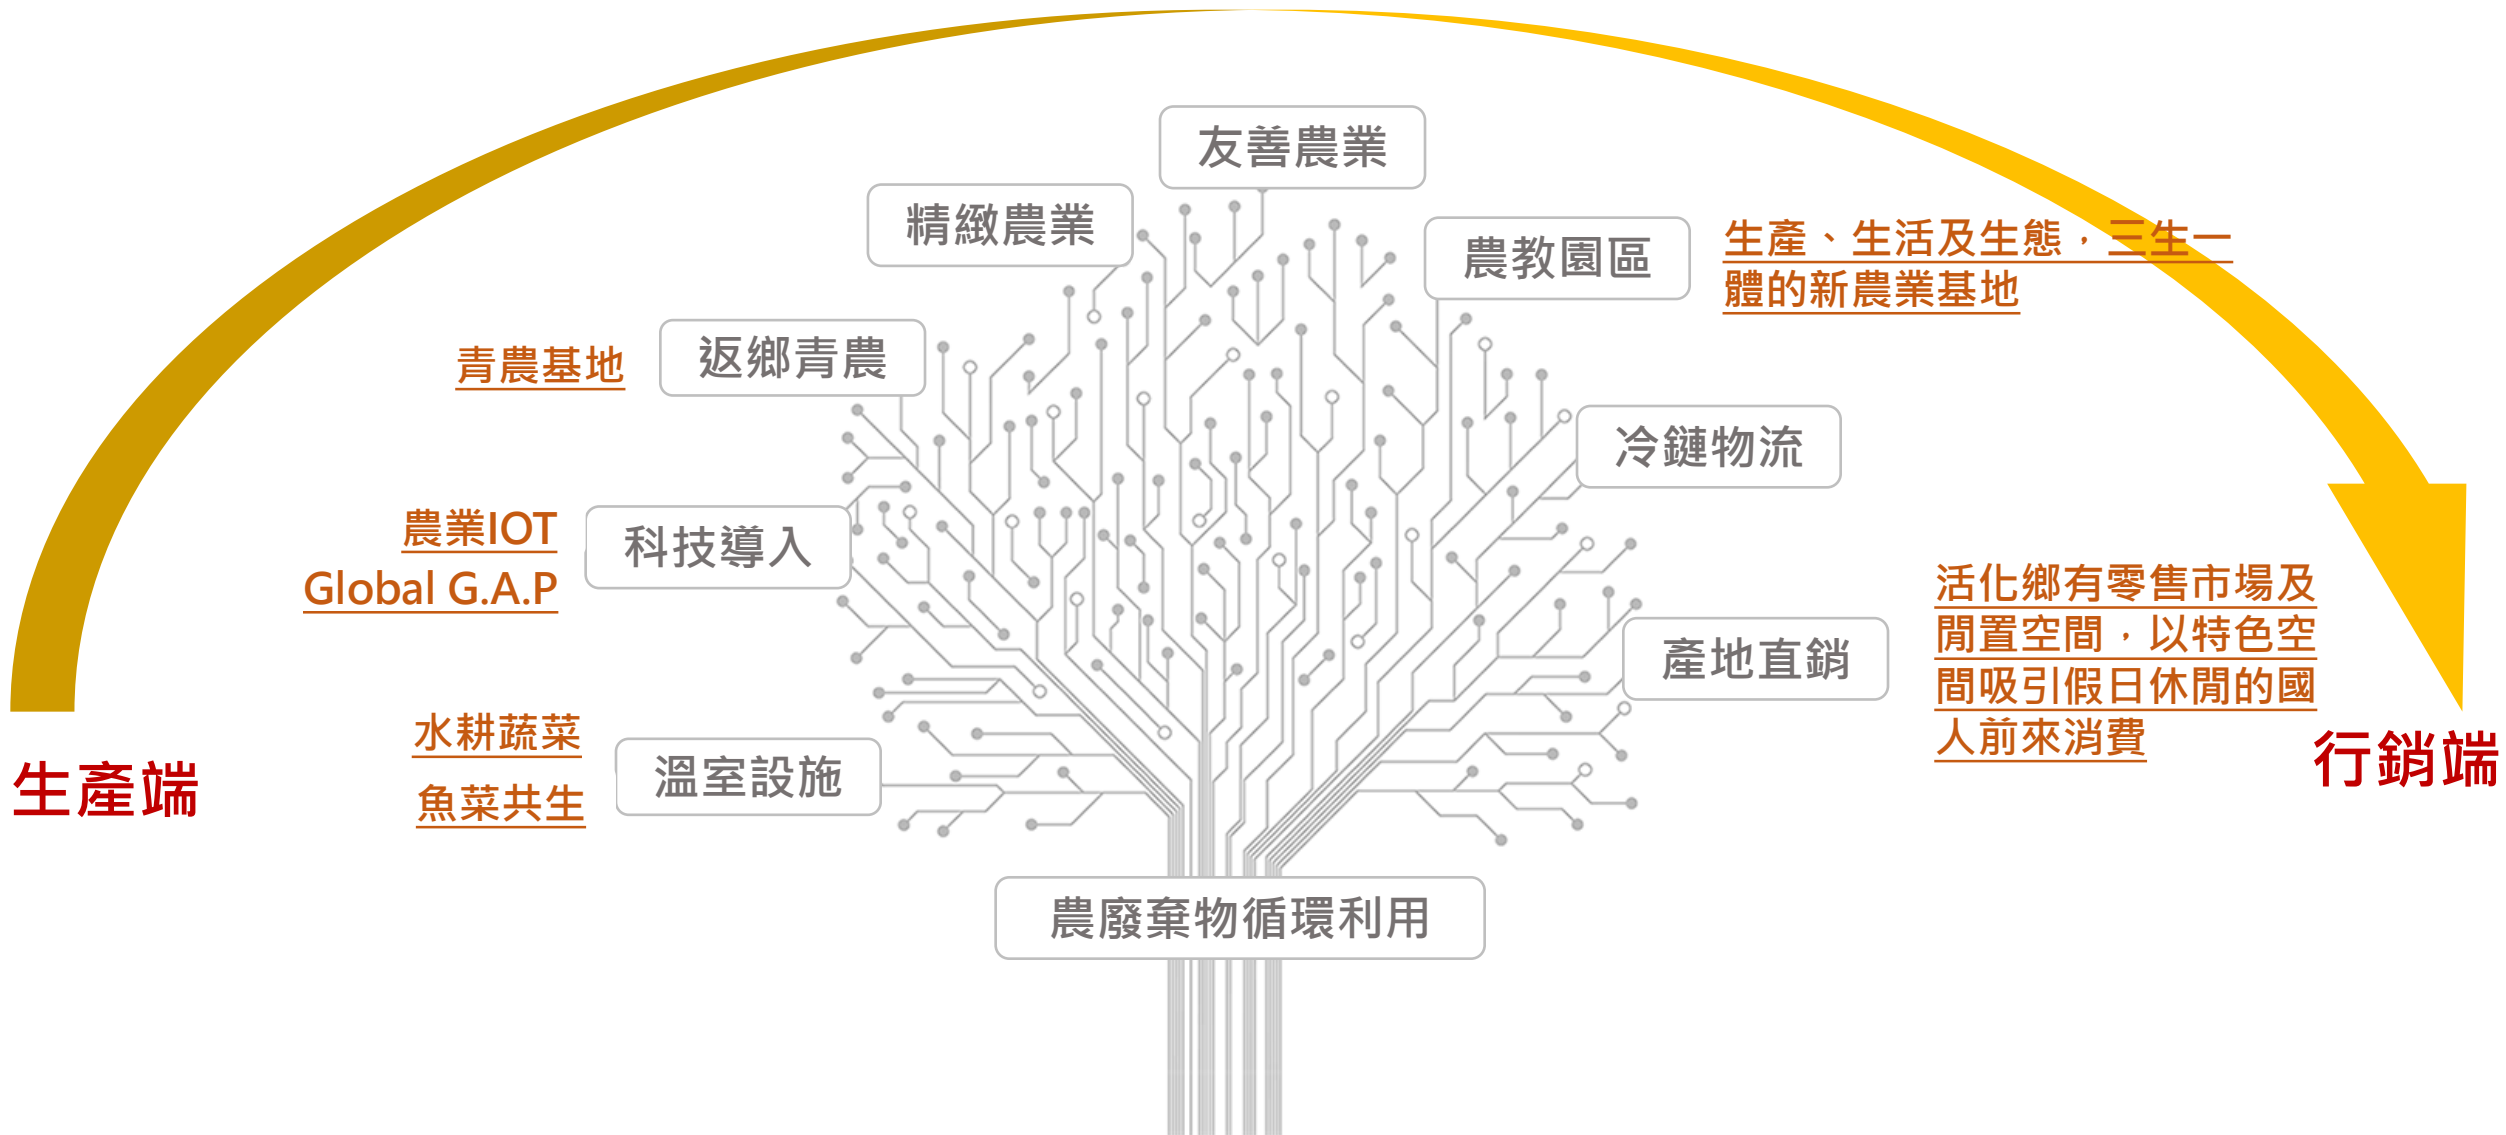 友善農業
精緻農業
農教園區
生產、生活及生態，三生一
體的新農業基地
返鄉青農
青農基地
冷鏈物流
農業IOT
Global G.A.P
科技導入
活化鄉有零售市場及
閒置空間，以特色空
間吸引假日休閒的國
人前來消費
產地直銷
水耕蔬菜
魚菜共生
溫室設施
生產端
行銷端
農廢棄物循環利用